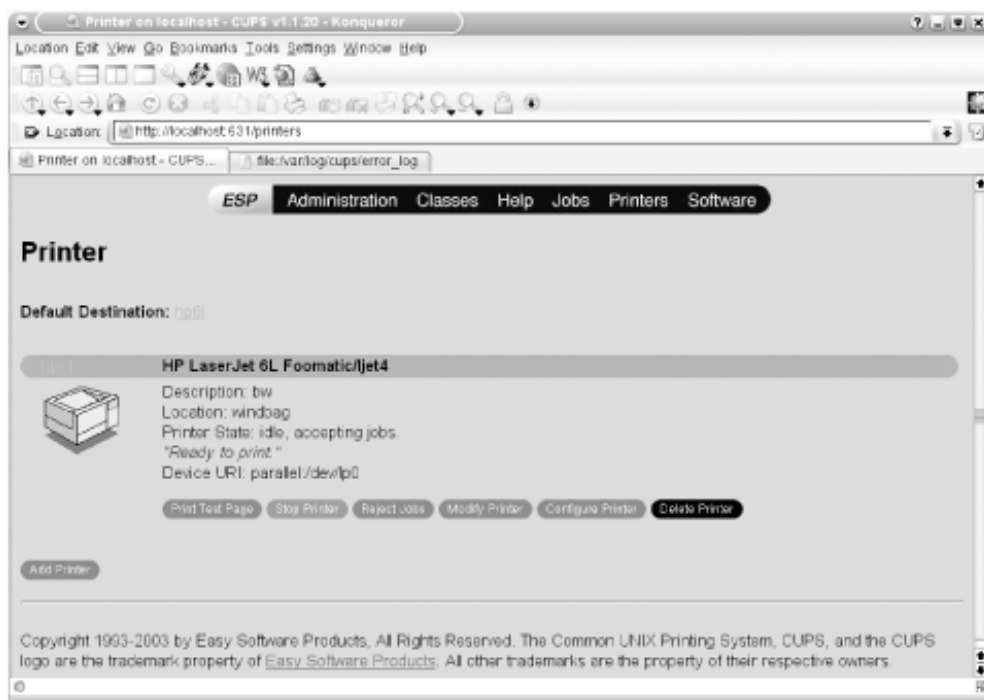 Printer on localhost - CUPS v1.1.20 - Konqueror
Location Edit View Go Bookmarks Tools Settings Window Help
Location: http://localhost:631/printers
Printer on localhost - CUPS... file:/var/log/cups/error_log
ESP Administration Classes Help Jobs Printers Software
Printer
Default Destination: hp6l
HP LaserJet 6L Foomatic/ljet4
Description: bw
Location: windbag
Printer State: idle, accepting jobs.
"Ready to print."
Device URI: parallel:/dev/lp0
Print Test Page Stop Printer Reject Jobs Modify Printer Configure Printer Delete Printer
Add Printer
Copyright 1993-2003 by Easy Software Products, All Rights Reserved. The Common UNIX Printing System, CUPS, and the CUPS
logo are the trademark property of Easy Software Products. All other trademarks are the property of their respective owners.